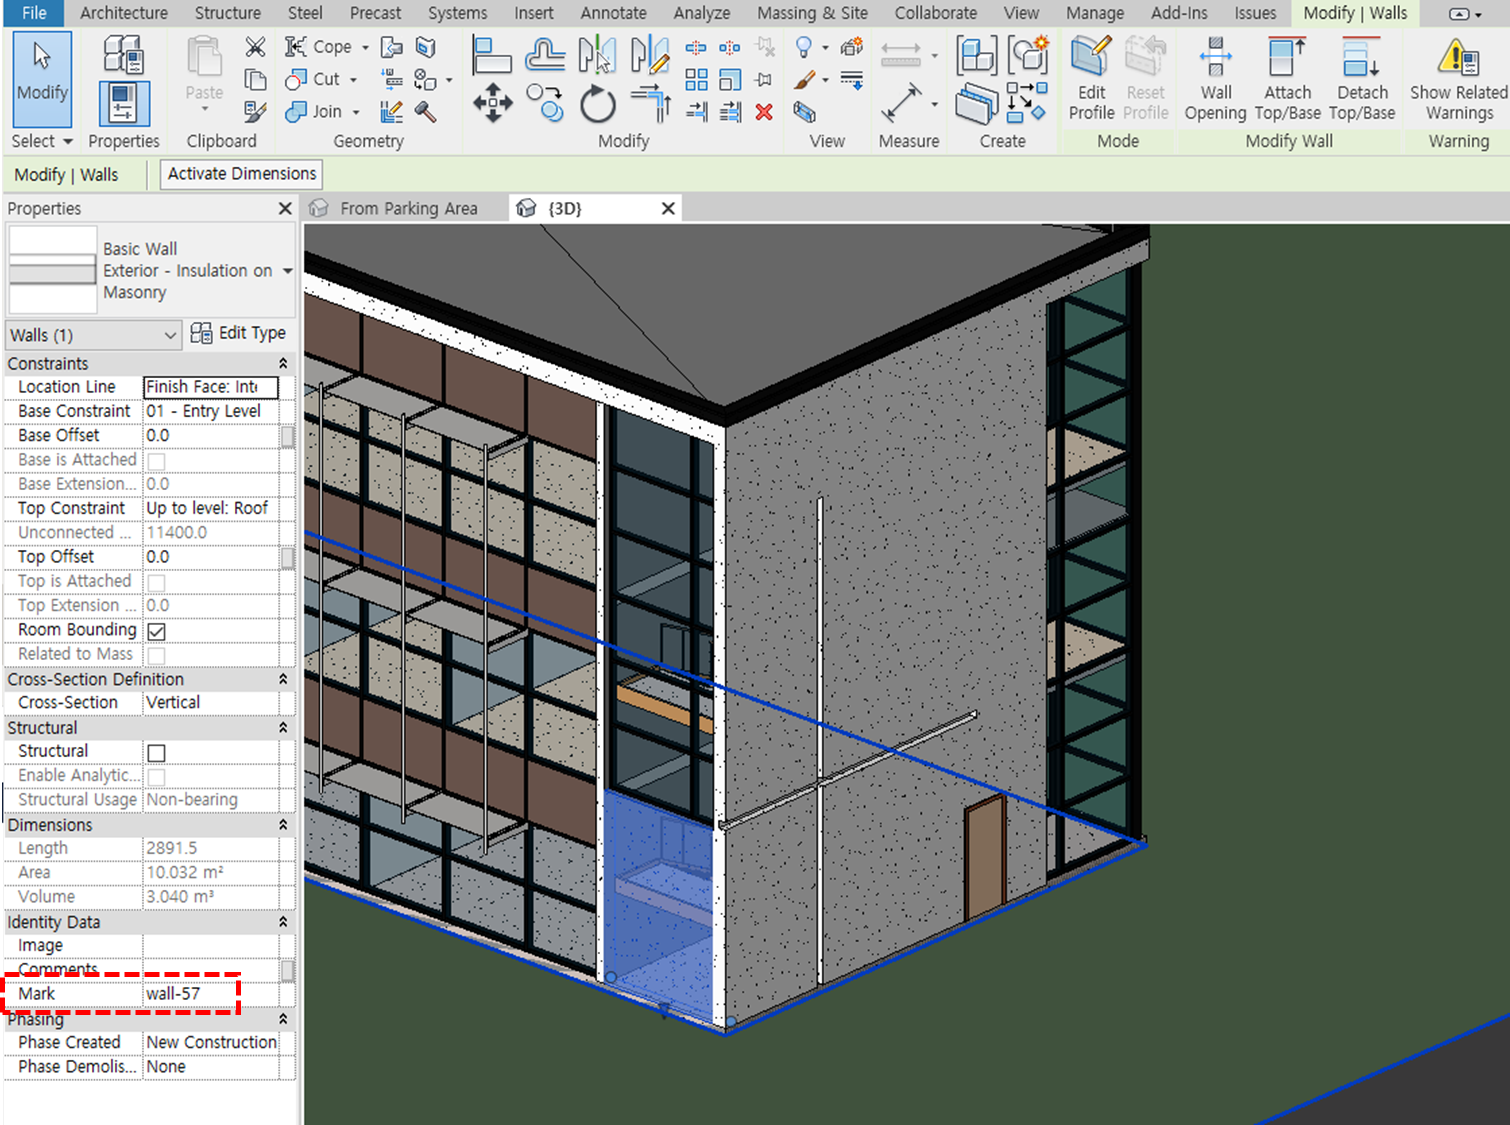 File Architecture Structure Steel Precast Systems Insert Annotate Analyze Massing & Site Collaborate View Manage Add-Ins Issues Modify | Walls
Modify
Paste
Cope
Cut
Join
Edit Profile
Reset Profile
Wall Opening
Attach Top/Base
Detach Top/Base
Show Related Warnings
Select Properties Clipboard Geometry Modify View Measure Create Mode Modify Wall Warning
Modify | Walls Activate Dimensions
Properties From Parking Area {3D}
Basic Wall
Exterior - Insulation on
Masonry
Walls (1) Edit Type
Constraints
Location Line Finish Face: Inte
Base Constraint 01 - Entry Level
Base Offset 0.0
Base is Attached
Base Extension... 0.0
Top Constraint Up to level: Roof
Unconnected ... 11400.0
Top Offset 0.0
Top is Attached
Top Extension ... 0.0
Room Bounding
Related to Mass
Cross-Section Definition
Cross-Section Vertical
Structural
Structural
Enable Analytic...
Structural Usage Non-bearing
Dimensions
Length 2891.5
Area 10.032 m²
Volume 3.040 m³
Identity Data
Image
Comments
Mark wall-57
Phasing
Phase Created New Construction
Phase Demolis... None